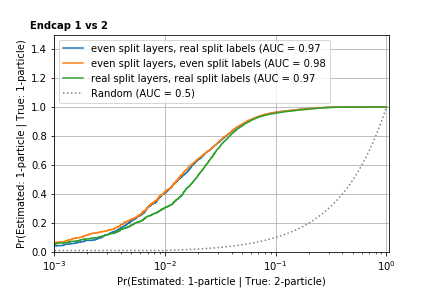 Endcap 1 vs 2
Pr(Estimated: 1-particle | True: 1-particle)
1.4
1.2
1.0
0.8
0.6
0.4
0.2
0.0
even split layers, real split labels (AUC = 0.97
even split layers, even split labels (AUC = 0.98
real split layers, real split labels (AUC = 0.97
Random (AUC = 0.5)
10⁻³
10⁻²
10⁻¹
10⁰
Pr(Estimated: 1-particle | True: 2-particle)